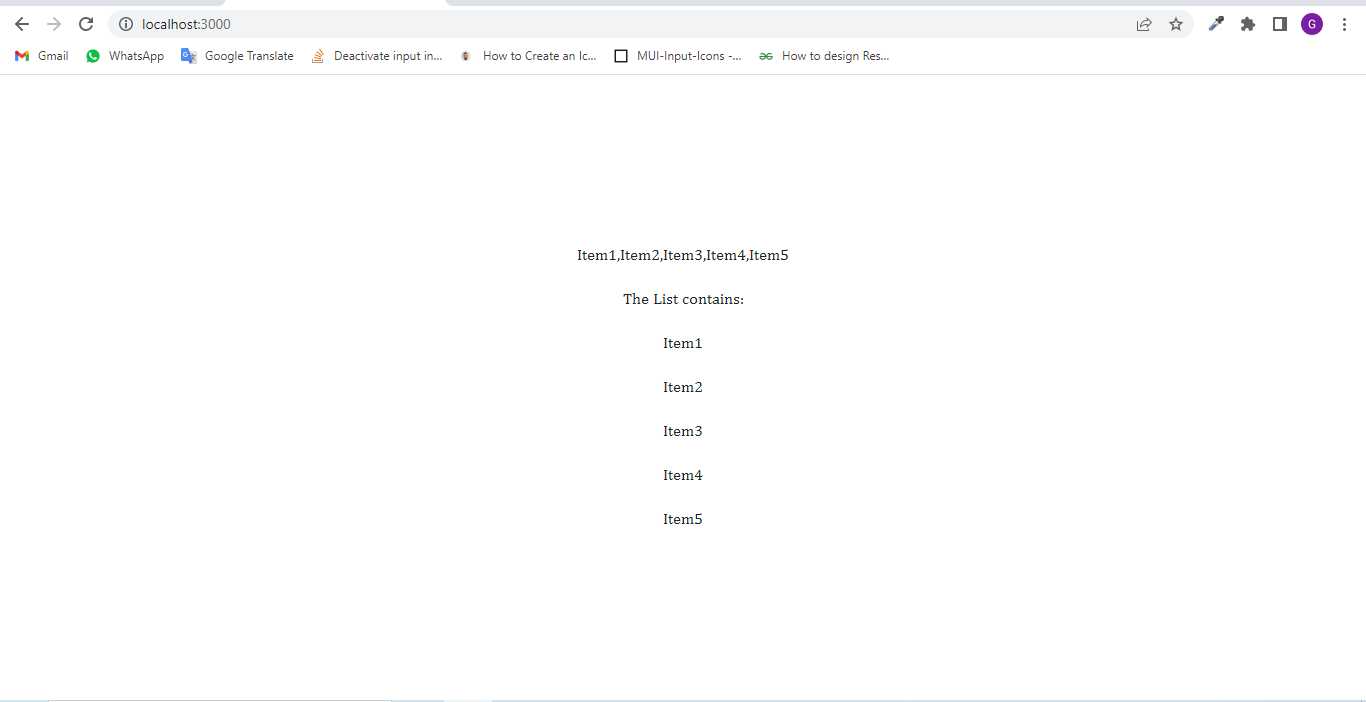 localhost:3000
G
Gmail WhatsApp Google Translate Deactivate input in... How to Create an Ic... MUI-Input-Icons -... How to design Res...
Item1,Item2,Item3,Item4,Item5
The List contains:
Item1
Item2
Item3
Item4
Item5